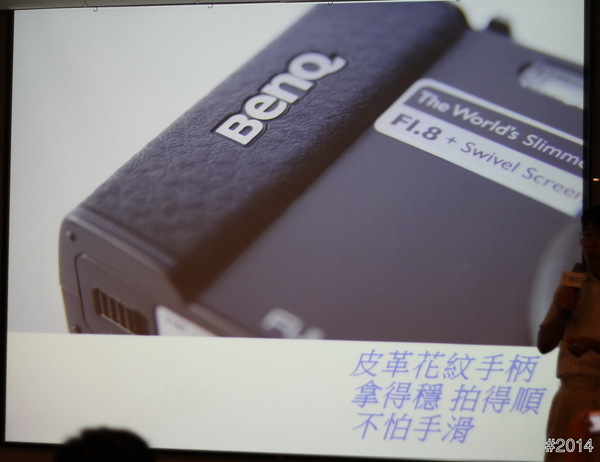 BenQ
The World's Slimme
F1.8 + Swivel Screen
皮革花紋手柄
拿得穩 拍得順
不怕手滑
#2014